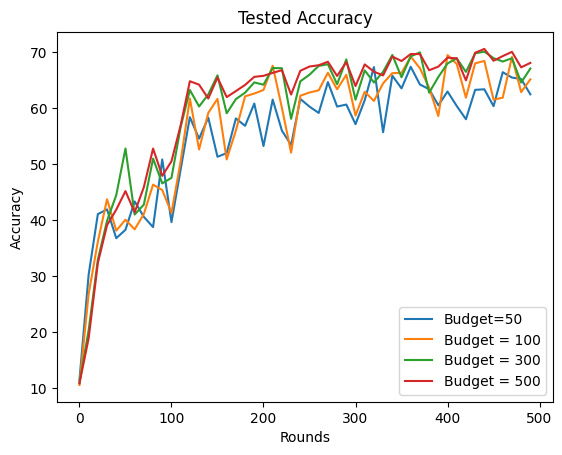 Tested Accuracy
Accuracy
70
60
50
40
30
20
10
0
100
200
300
400
500
Rounds
Budget=50
Budget = 100
Budget = 300
Budget = 500